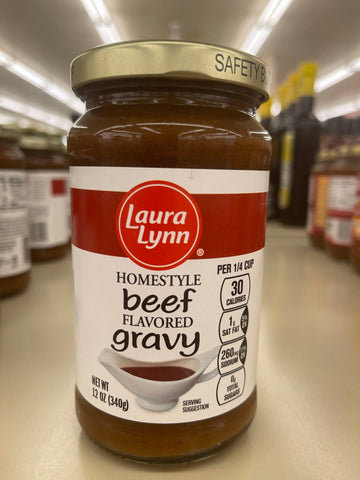 SAFETY B
Laura
Lynn
®
HOMESTYLE
beef
FLAVORED
gravy
NET WT
12 OZ (340g)
SERVING
SUGGESTION
PER 1/4 CUP
30
CALORIES
1g
SAT FAT
260mg
SODIUM
0g
TOTAL
SUGARS